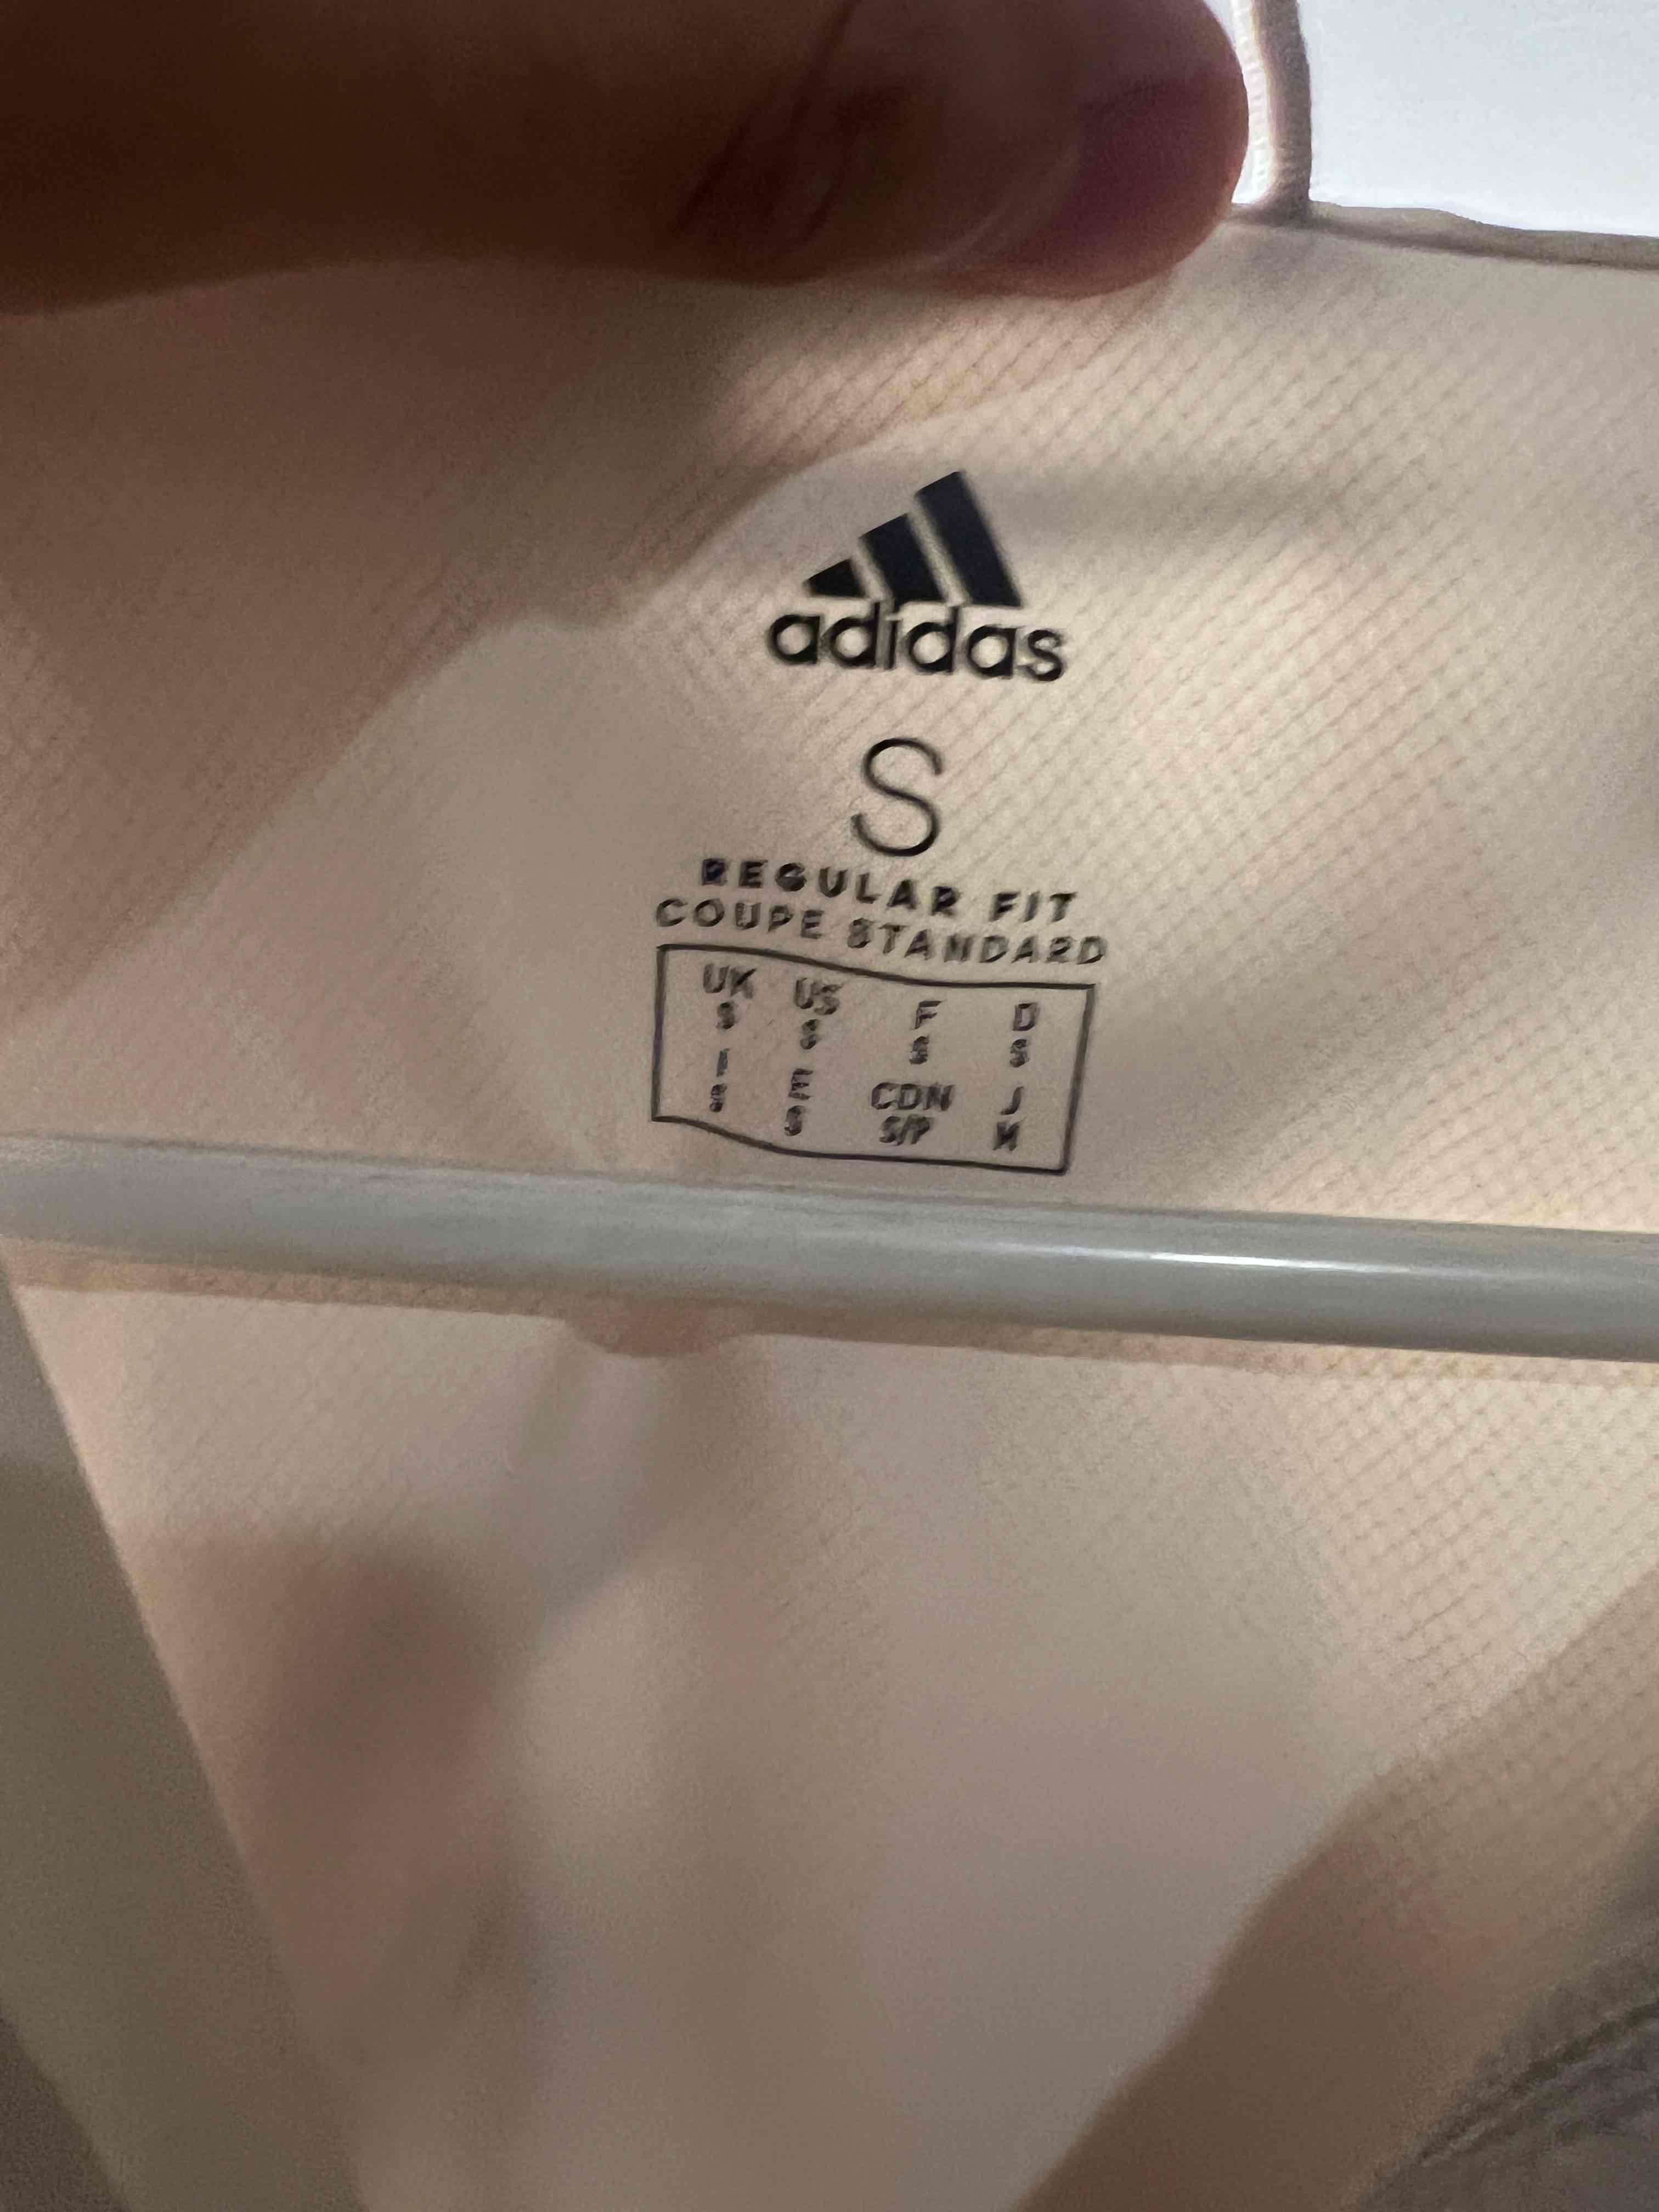 adidas
S
REGULAR FIT
COUPE STANDARD
UK US F D
S S S S
I E CDN J
S S S/P M